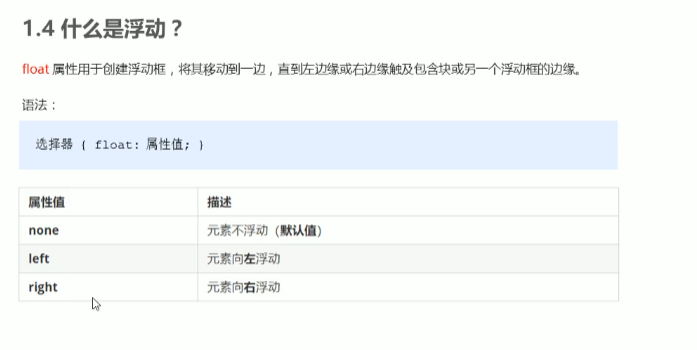 1.4 什么是浮动？
float 属性用于创建浮动框，将其移动到一边，直到左边缘或右边缘触及包含块或另一个浮动框的边缘。
语法：
选择器 { float: 属性值; }
属性值 描述
none 元素不浮动（默认值）
left 元素向左浮动
right 元素向右浮动